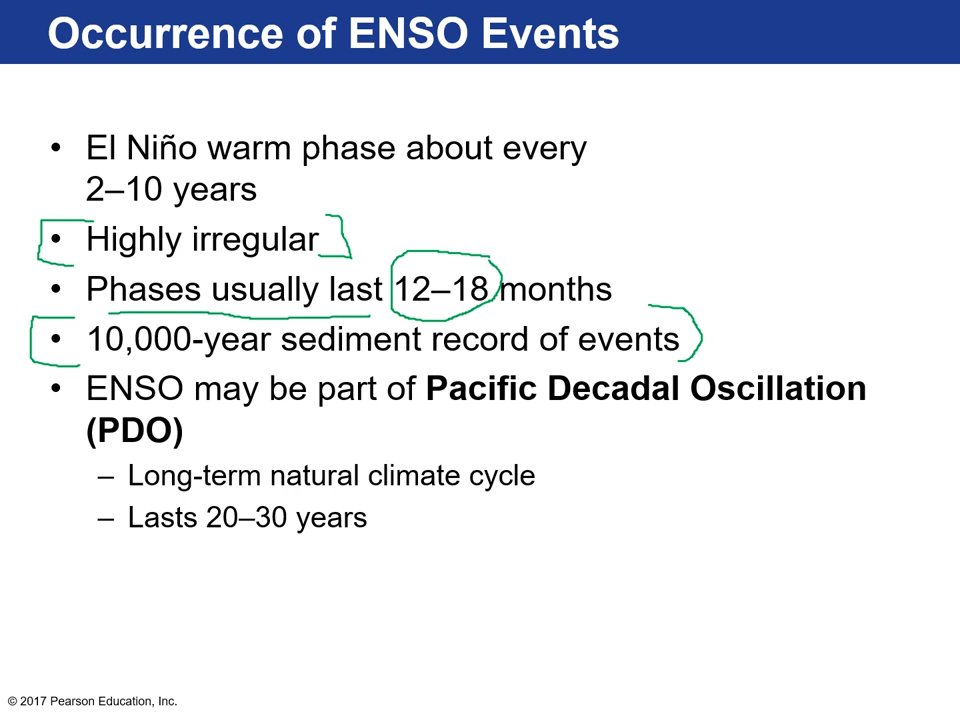 Occurrence of ENSO Events
• El Niño warm phase about every
2–10 years
• Highly irregular
• Phases usually last 12–18 months
• 10,000-year sediment record of events
• ENSO may be part of Pacific Decadal Oscillation
(PDO)
– Long-term natural climate cycle
– Lasts 20–30 years
© 2017 Pearson Education, Inc.